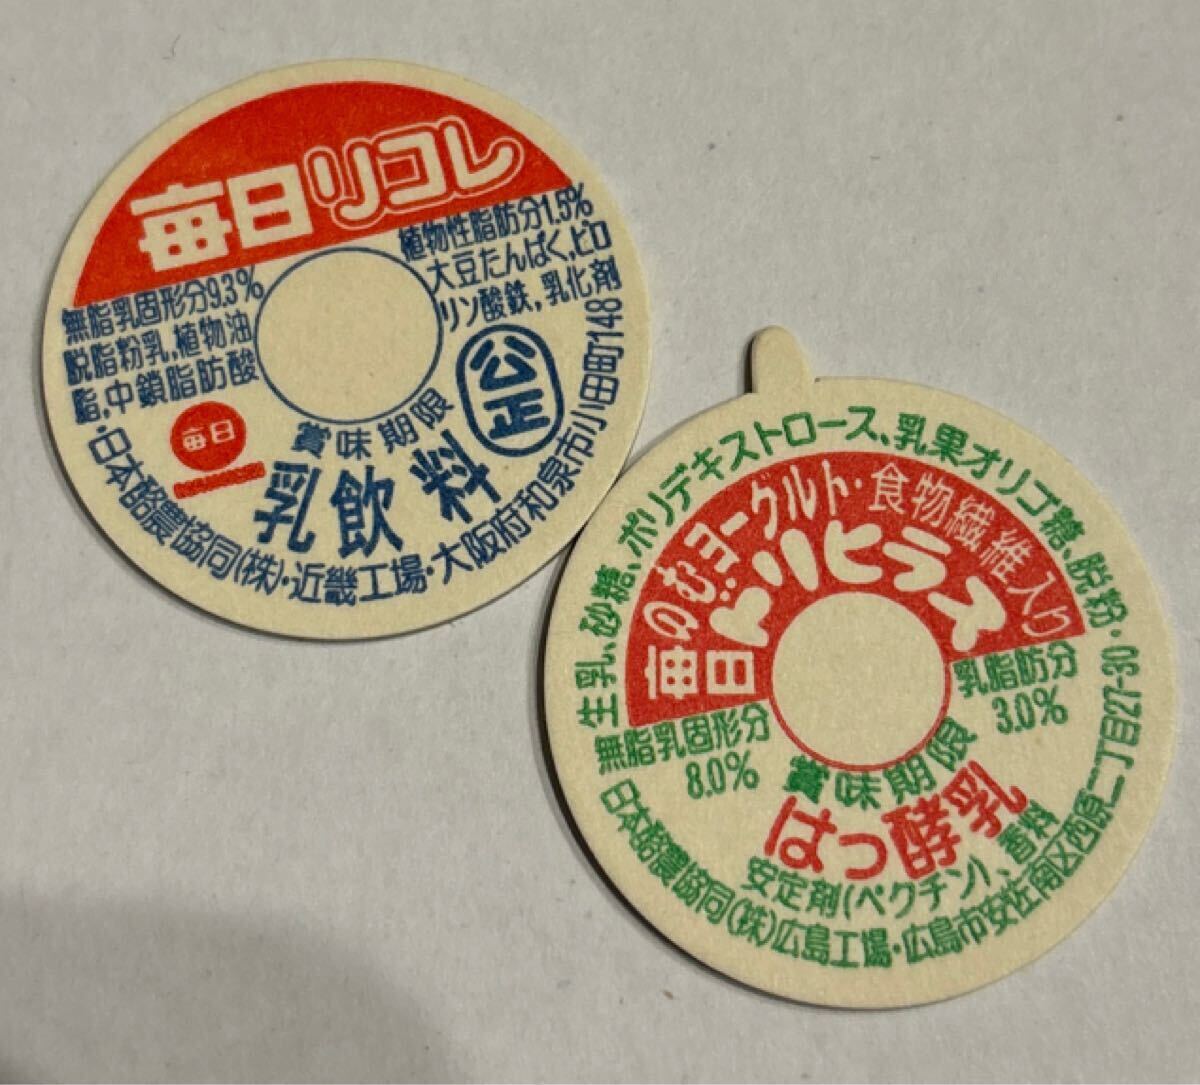 毎日リコレ
無脂乳固形分9.3%
脱脂粉乳,植物油
脂,中鎖脂肪酸
植物性脂肪分1.5%
大豆たんぱく,ピロ
リン酸鉄,乳化剤
公正
毎日
賞味期限
乳飲料
・日本酪農協同(株)・近畿工場・大阪府和泉市小田町148
生乳、砂糖、ポリデキストロース、乳果オリゴ糖、脱粉・
のむヨーグルト・食物繊維入り
毎日トリヒラス
無脂乳固形分
8.0%
乳脂肪分
3.0%
賞味期限
はっ酵乳
安定剤(ペクチン)、香料
日本酪農協同(株)広島工場・広島市安佐南区西原二丁目27-30